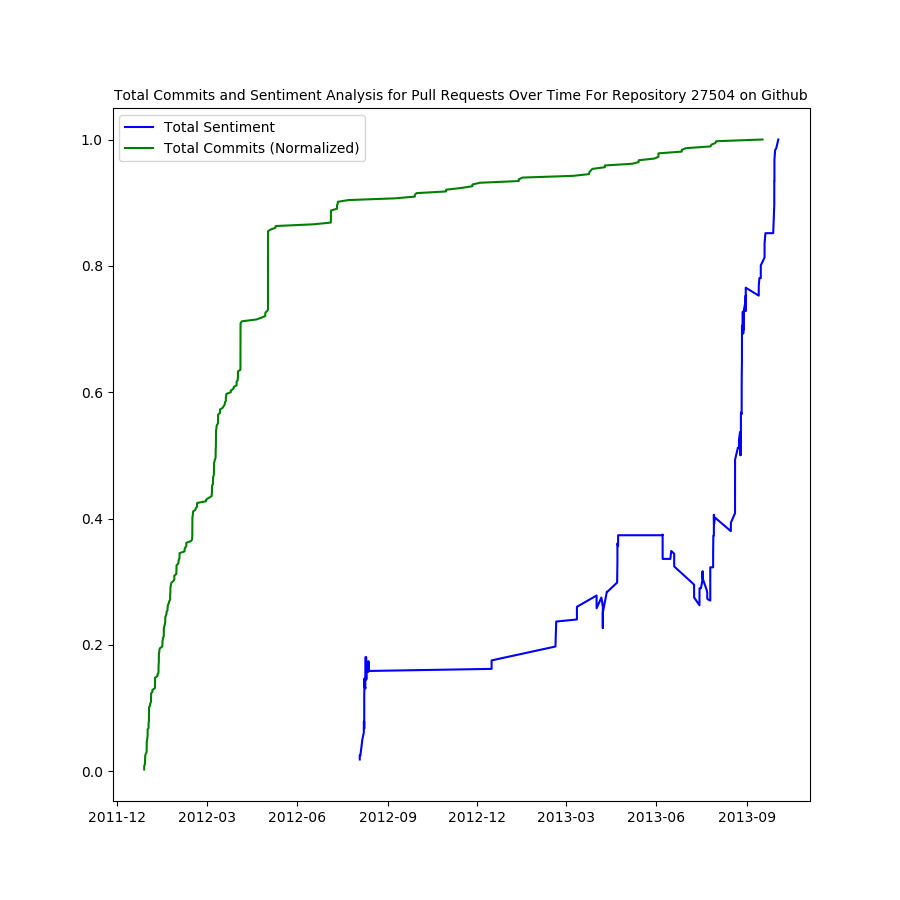 Total Commits and Sentiment Analysis for Pull Requests Over Time For Repository 27504 on Github
Total Sentiment
Total Commits (Normalized)
1.0
0.8
0.6
0.4
0.2
0.0
2011-12 2012-03 2012-06 2012-09 2012-12 2013-03 2013-06 2013-09